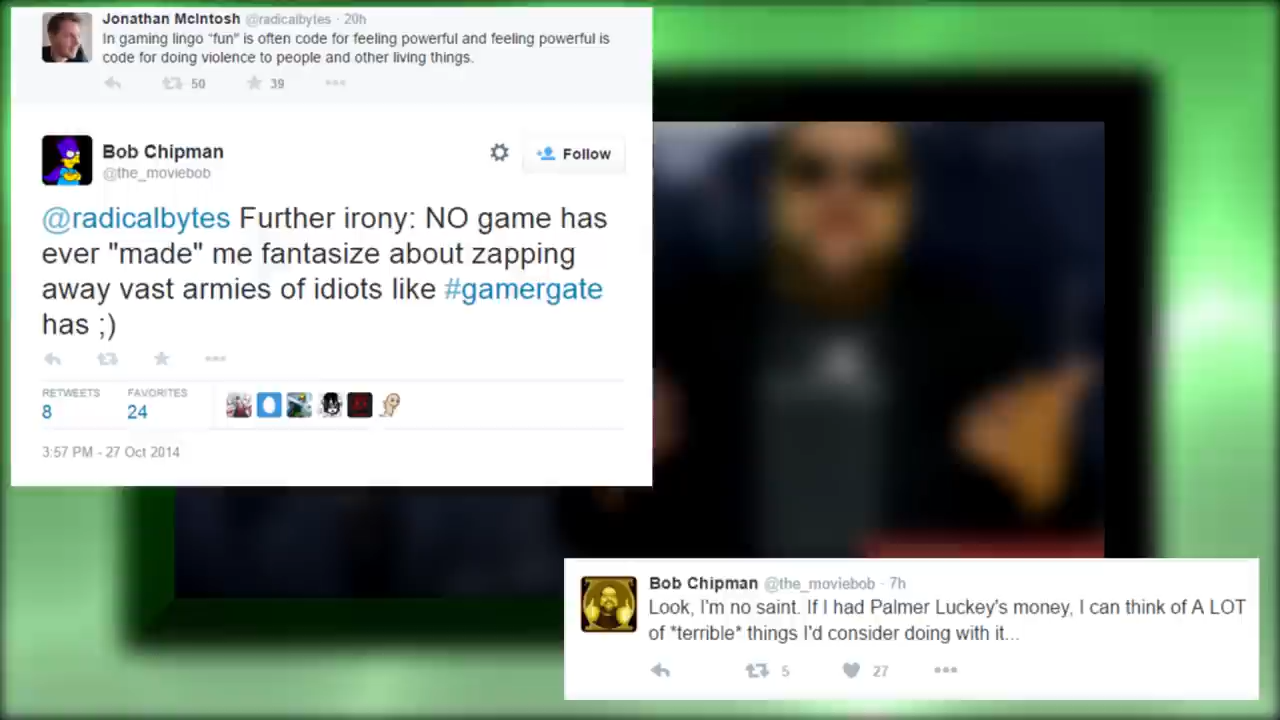 Jonathan McIntosh @radicalbytes · 20h
In gaming lingo "fun" is often code for feeling powerful and feeling powerful is
code for doing violence to people and other living things.
50 39
Bob Chipman
@the_moviebob
Follow
@radicalbytes Further irony: NO game has
ever "made" me fantasize about zapping
away vast armies of idiots like #gamergate
has ;)
RETWEETS FAVORITES
8 24
3:57 PM - 27 Oct 2014
Bob Chipman @the_moviebob · 7h
Look, I'm no saint. If I had Palmer Luckey's money, I can think of A LOT
of *terrible* things I'd consider doing with it...
5 27